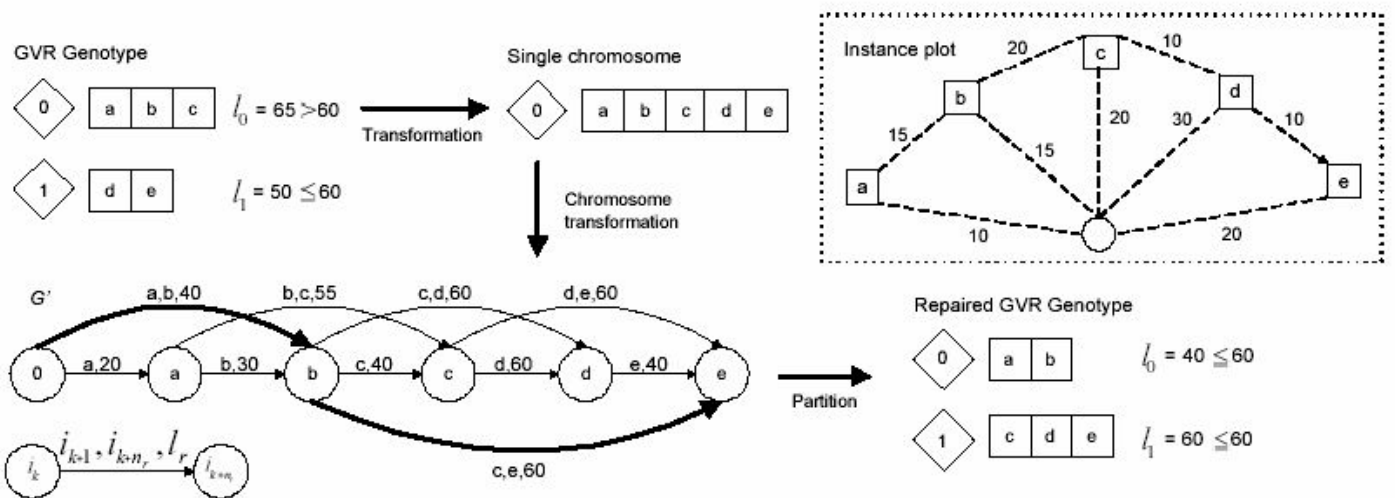 GVR Genotype
0 a b c l0 = 65 >60
1 d e l1 = 50 ≤ 60
Transformation
Single chromosome
0 a b c d e
Chromosome
transformation
Instance plot
20 10
c
b d
15 15 20 30 10
a e
10 20
G'
a,b,40 b,c,55 c,d,60 d,e,60
0 a,20 a b,30 b c,40 c d,60 d e,40 e
c,e,60
ik ik+1 , ik+nr , lr ik+nr
Partition
Repaired GVR Genotype
0 a b l0 = 40 ≤ 60
1 c d e l1 = 60 ≤60